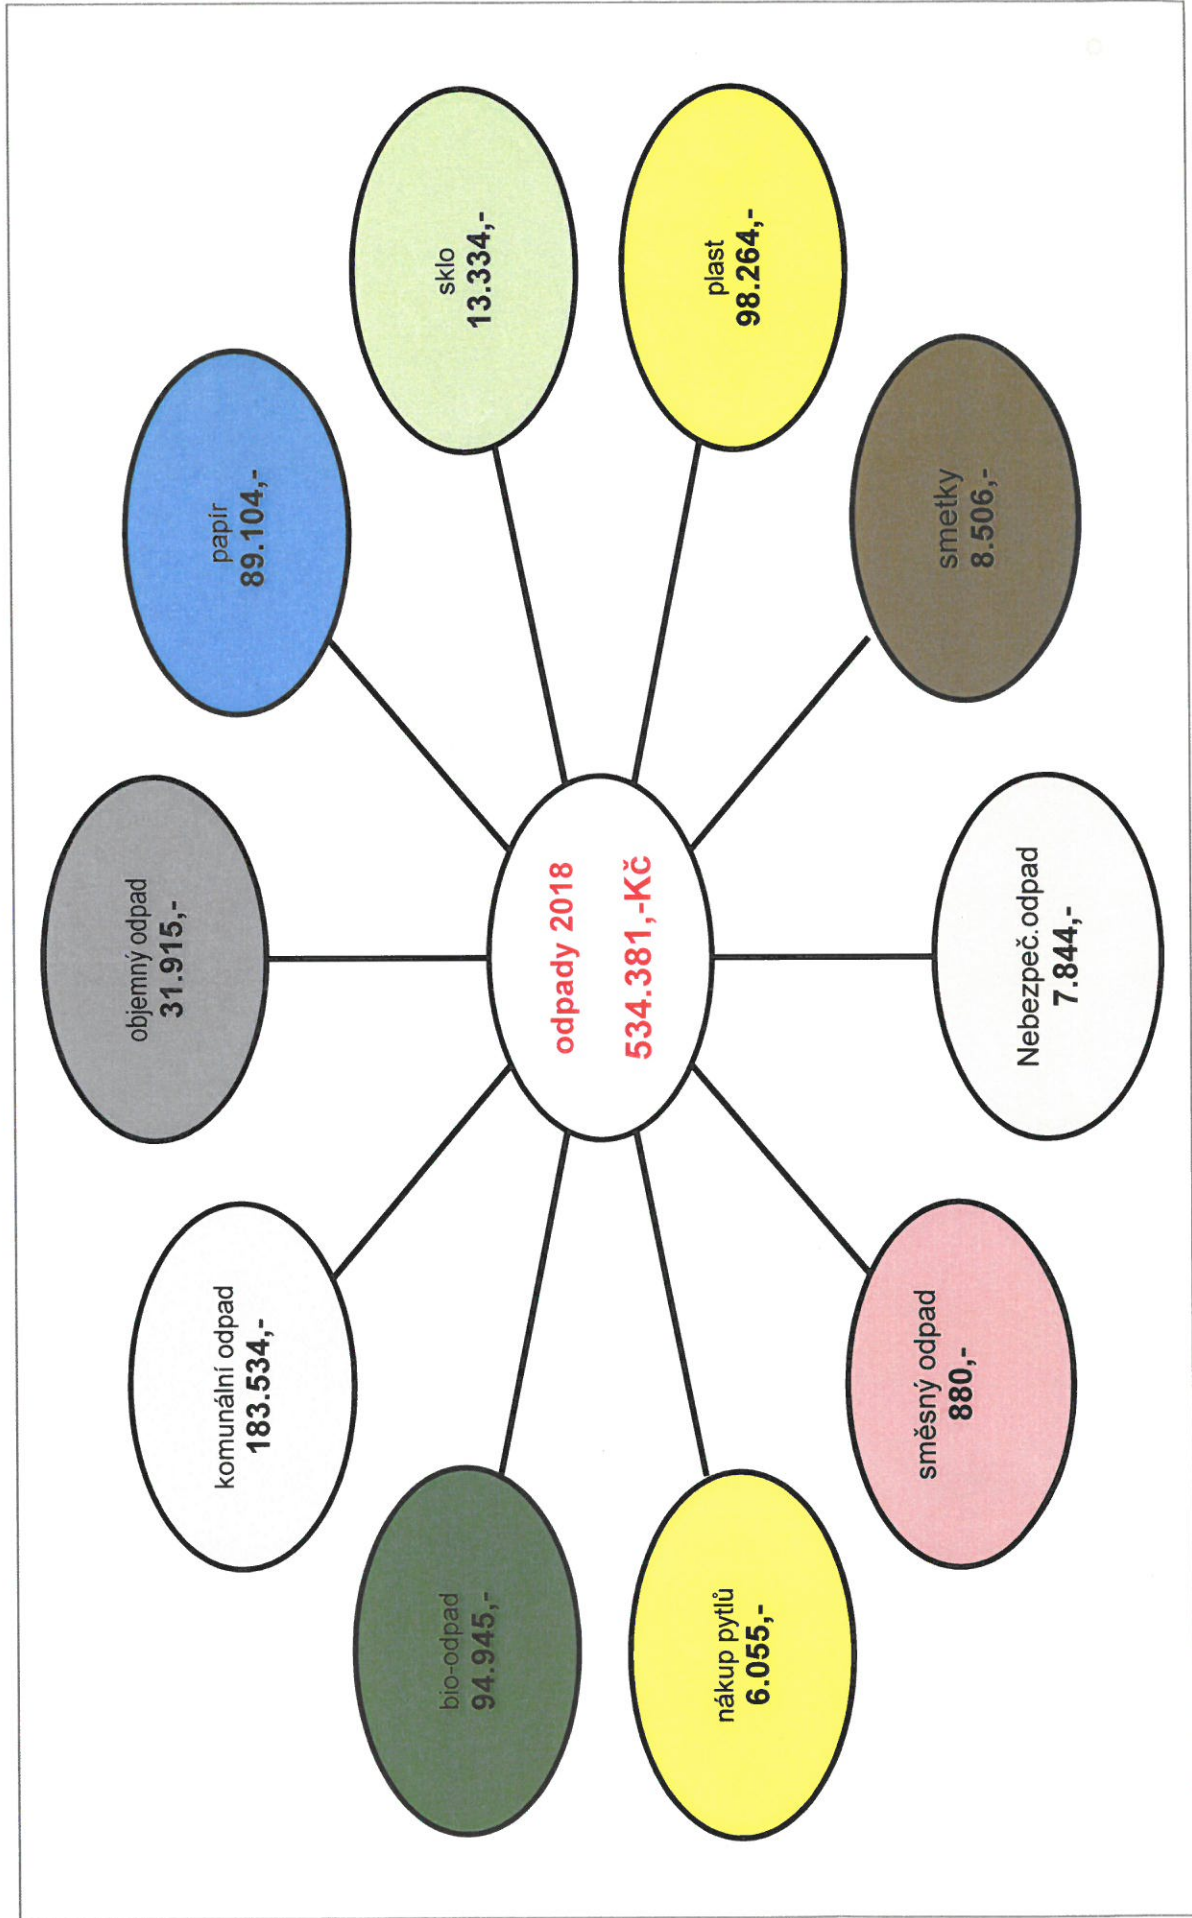 odpady 2018
534.381,-Kč
komunální odpad
183.534,-
objemný odpad
31.915,-
papír
89.104,-
sklo
13.334,-
plast
98.264,-
smetky
8.506,-
Nebezpeč.odpad
7.844,-
směsný odpad
880,-
nákup pytlů
6.055,-
bio-odpad
94.945,-